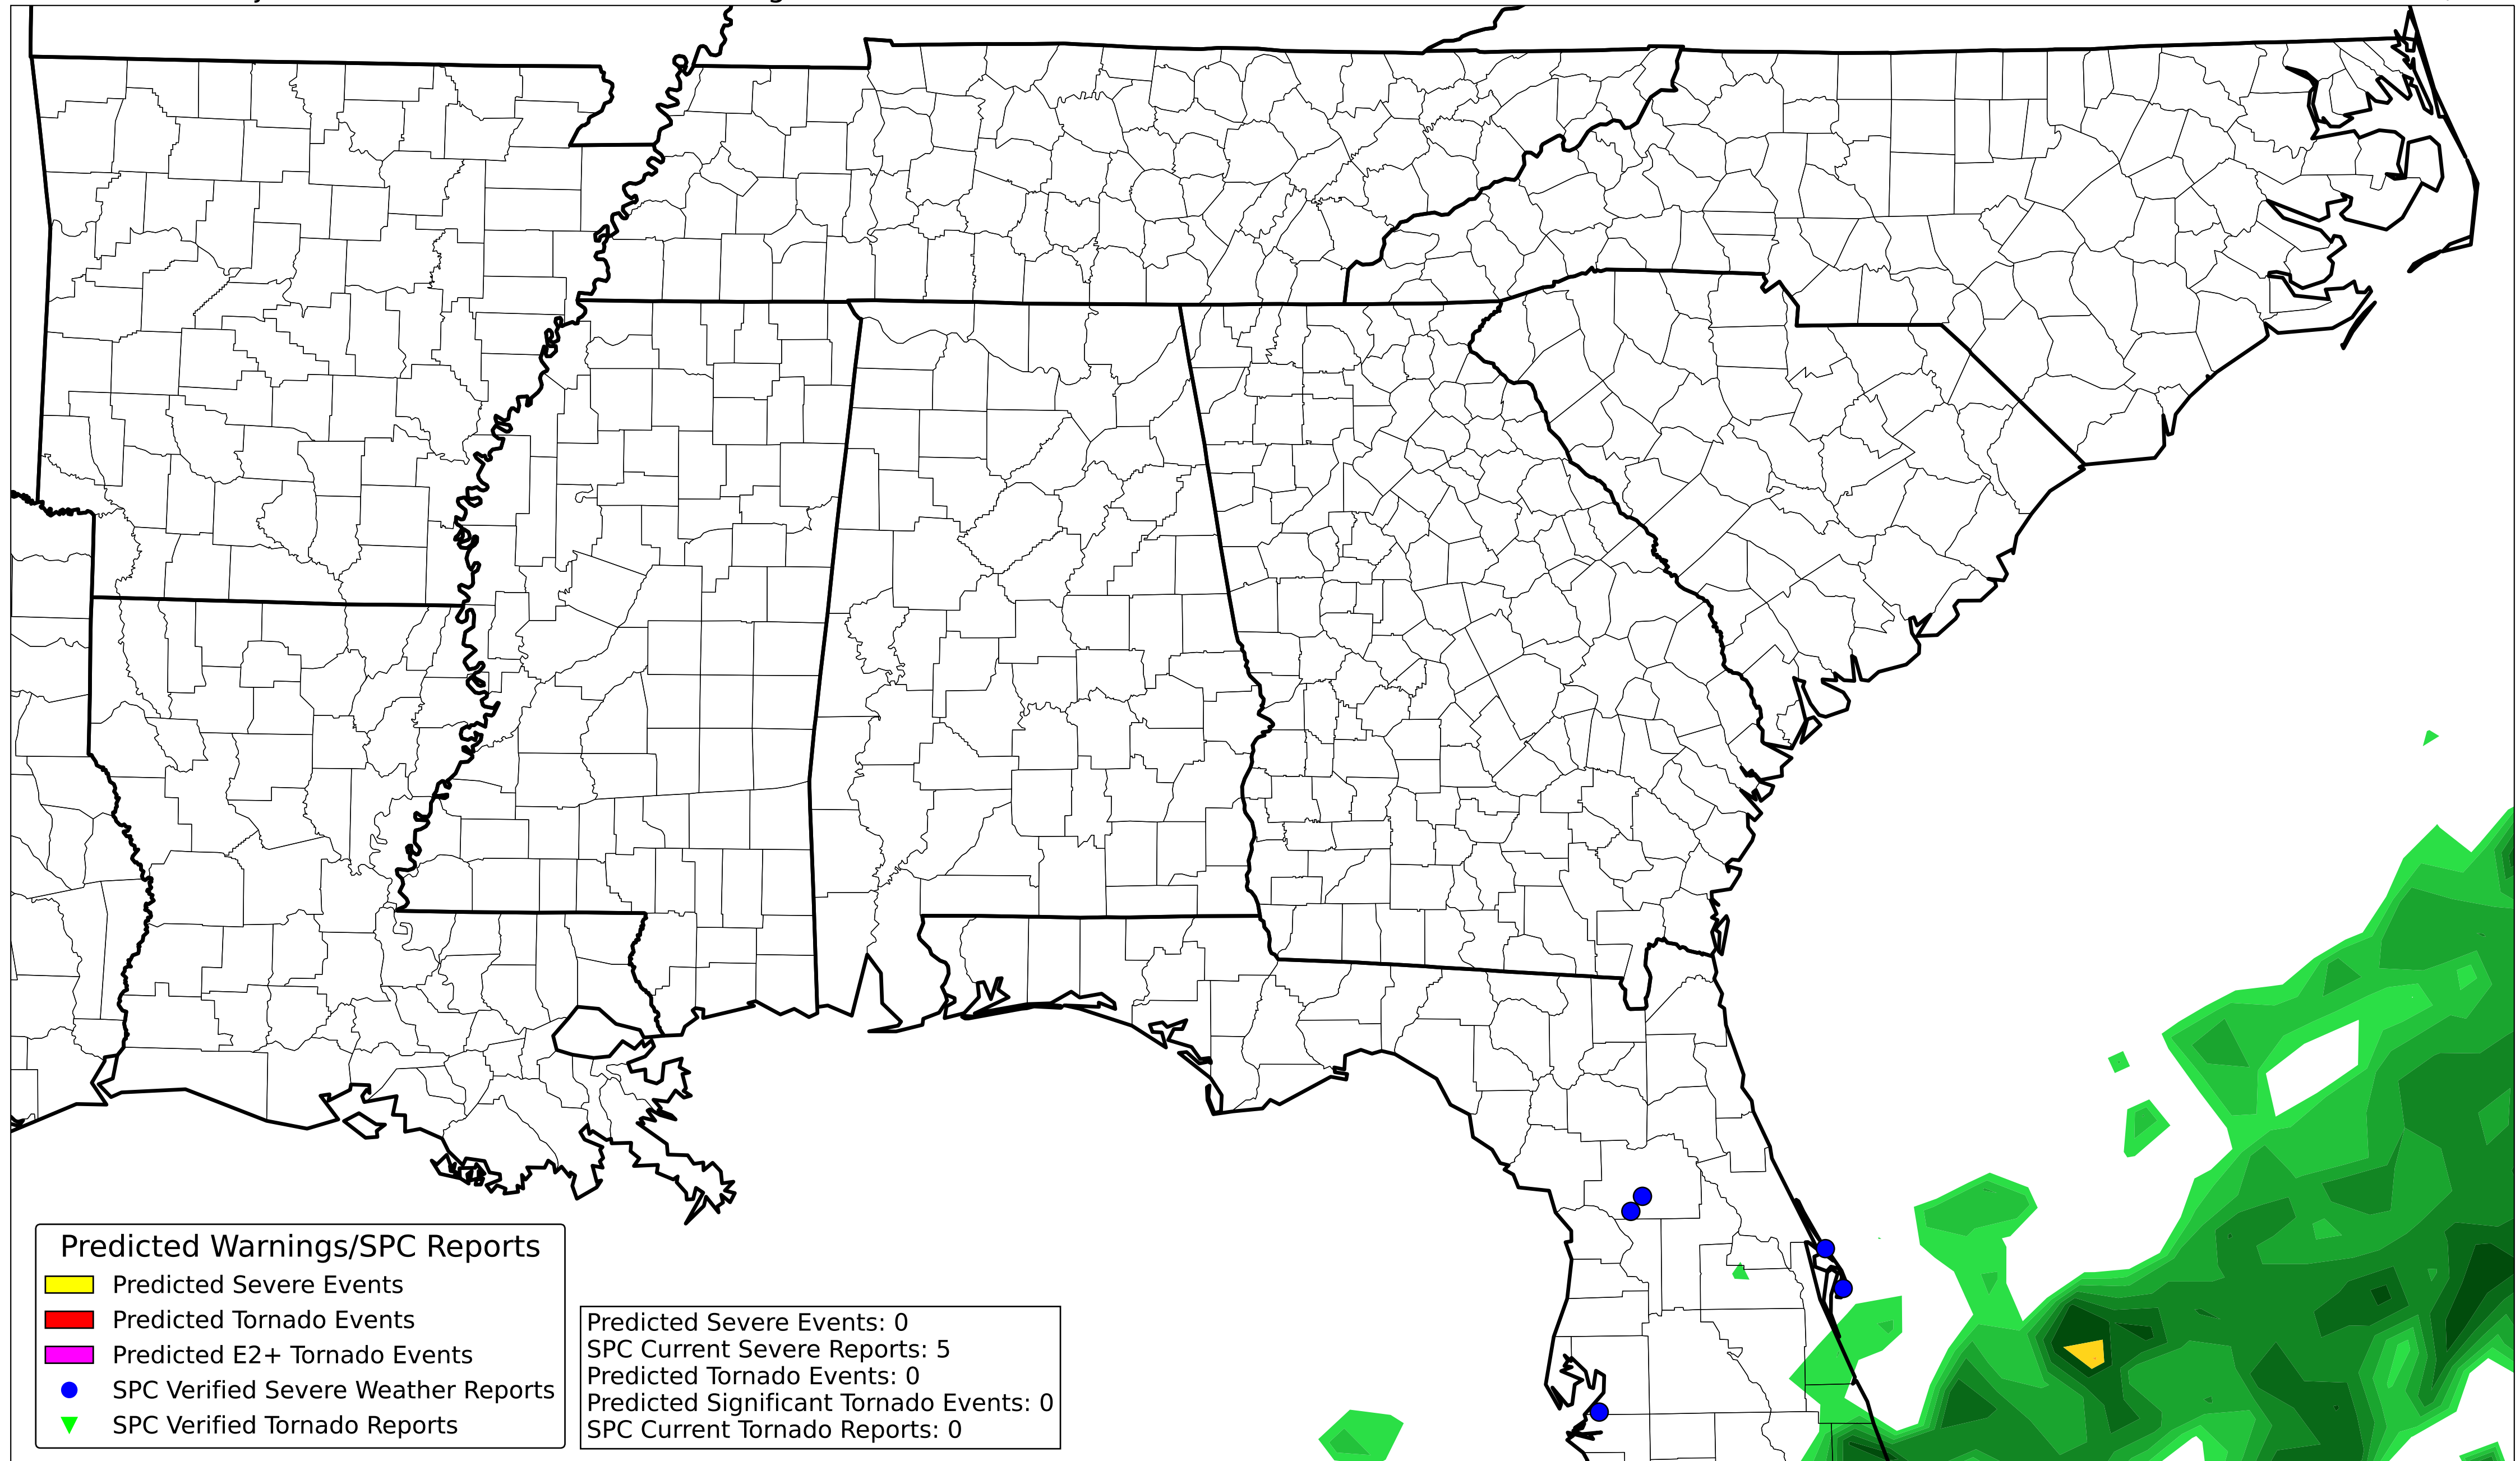 Predicted Warnings/SPC Reports
Predicted Severe Events
Predicted Tornado Events
Predicted E2+ Tornado Events
SPC Verified Severe Weather Reports
SPC Verified Tornado Reports
Predicted Severe Events: 0
SPC Current Severe Reports: 5
Predicted Tornado Events: 0
Predicted Significant Tornado Events: 0
SPC Current Tornado Reports: 0